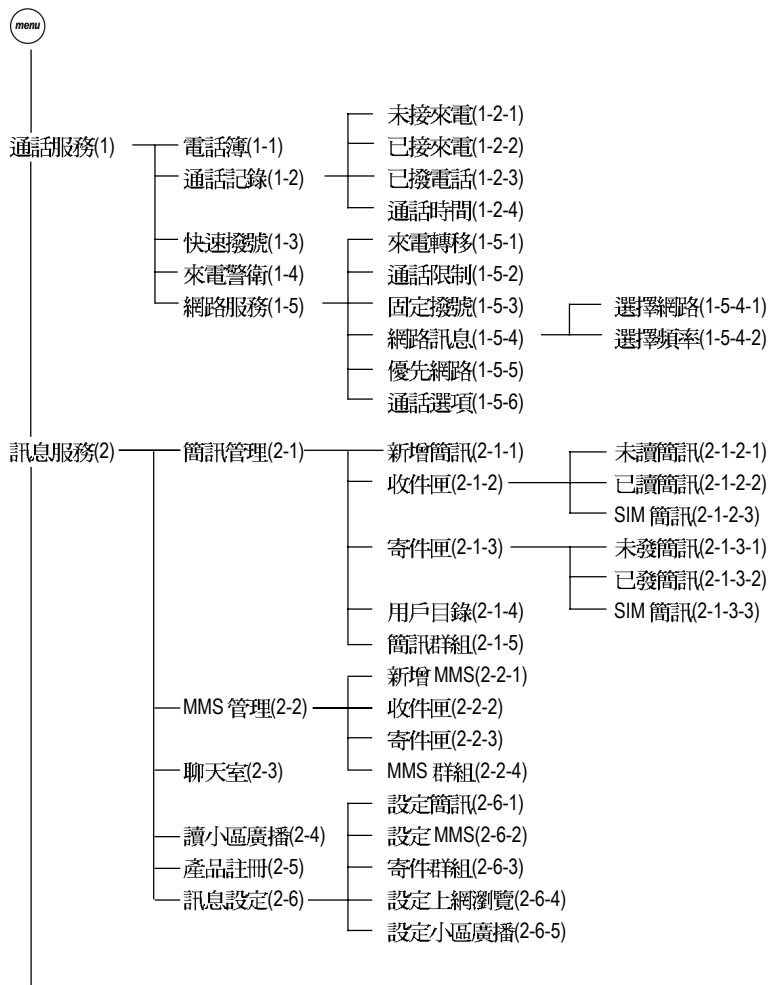 menu
未接來電(1-2-1)
通話服務(1) 電話簿(1-1) 已接來電(1-2-2)
通話記錄(1-2) 已撥電話(1-2-3)
通話時間(1-2-4)
快速撥號(1-3) 來電轉移(1-5-1)
來電警衛(1-4) 通話限制(1-5-2)
網路服務(1-5) 固定撥號(1-5-3) 選擇網路(1-5-4-1)
網路訊息(1-5-4) 選擇頻率(1-5-4-2)
優先網路(1-5-5)
通話選項(1-5-6)
訊息服務(2) 簡訊管理(2-1) 新增簡訊(2-1-1) 未讀簡訊(2-1-2-1)
收件匣(2-1-2) 已讀簡訊(2-1-2-2)
SIM 簡訊(2-1-2-3)
寄件匣(2-1-3) 未發簡訊(2-1-3-1)
已發簡訊(2-1-3-2)
用戶目錄(2-1-4) SIM 簡訊(2-1-3-3)
簡訊群組(2-1-5)
新增 MMS(2-2-1)
MMS 管理(2-2) 收件匣(2-2-2)
寄件匣(2-2-3)
聊天室(2-3) MMS 群組(2-2-4)
設定簡訊(2-6-1)
讀小區廣播(2-4) 設定 MMS(2-6-2)
產品註冊(2-5) 寄件群組(2-6-3)
訊息設定(2-6) 設定上網瀏覽(2-6-4)
設定小區廣播(2-6-5)